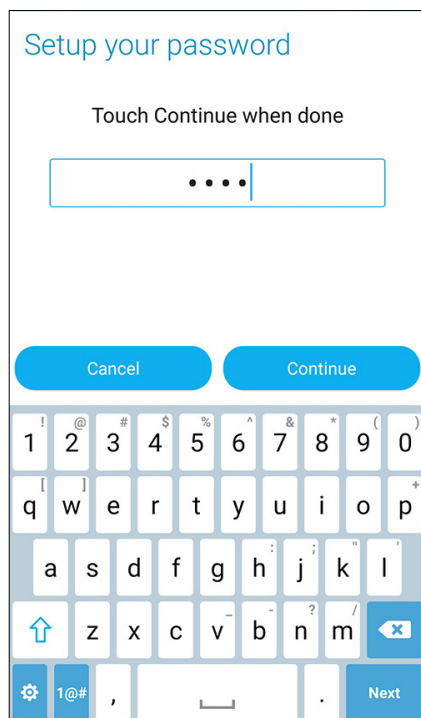 Setup your password
Touch Continue when done
••••
Cancel Continue
! @ # $ % ^ & * ( )
1 2 3 4 5 6 7 8 9 0
[ ] +
q w e r t y u i o p
: ; " '
a s d f g h j k l
_ - ? /
z x c v b n m
1@# , . Next